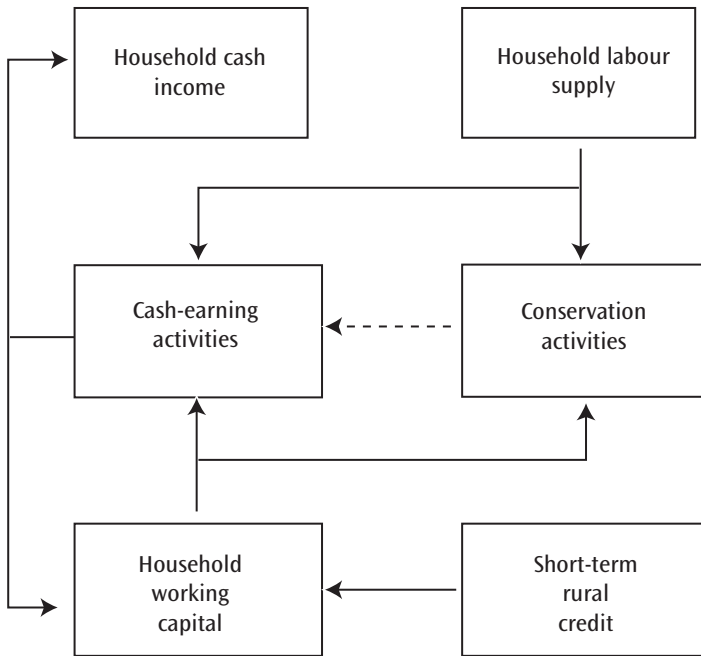 Household cash
income
Household labour
supply
Cash-earning
activities
Conservation
activities
Household
working
capital
Short-term
rural
credit